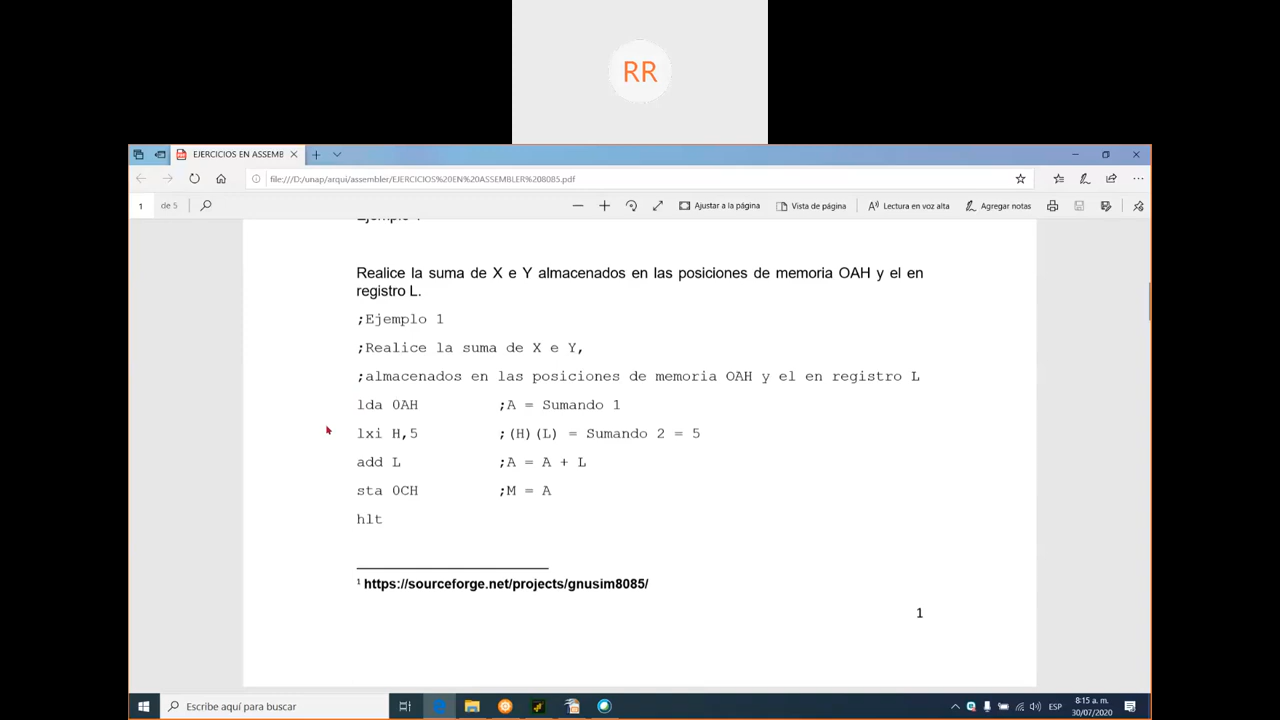 RR
EJERCICIOS EN ASSEMB
file:///D:/unap/arqui/assembler/EJERCICIOS%20EN%20ASSEMBLER%208085.pdf
1 de 5 Ajustar a la página Vista de página Lectura en voz alta Agregar notas
Ejemplo 1
Realice la suma de X e Y almacenados en las posiciones de memoria OAH y el en
registro L.
;Ejemplo 1
;Realice la suma de X e Y,
;almacenados en las posiciones de memoria OAH y el en registro L
lda 0AH ;A = Sumando 1
lxi H,5 ;(H)(L) = Sumando 2 = 5
add L ;A = A + L
sta 0CH ;M = A
hlt
1 https://sourceforge.net/projects/gnusim8085/
1
Escribe aquí para buscar
ESP
8:15 a. m.
30/07/2020